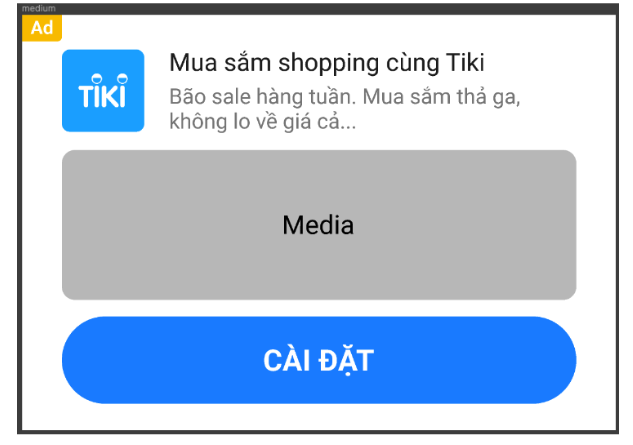 medium
Ad
TIKI
Mua sắm shopping cùng Tiki
Bão sale hàng tuần. Mua sắm thả ga,
không lo về giá cả...
Media
CÀI ĐẶT